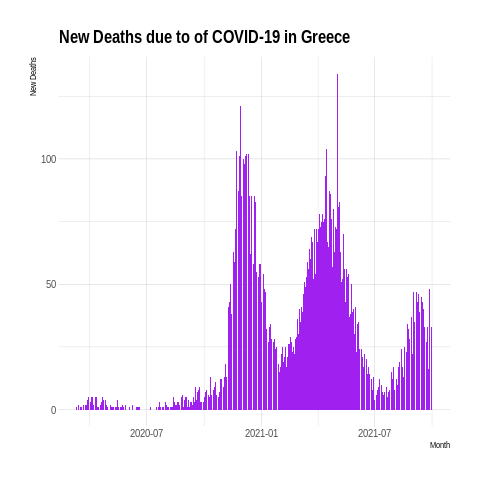 New Deaths due to of COVID-19 in Greece
New Deaths
100
50
0
2020-07 2021-01 2021-07
Month